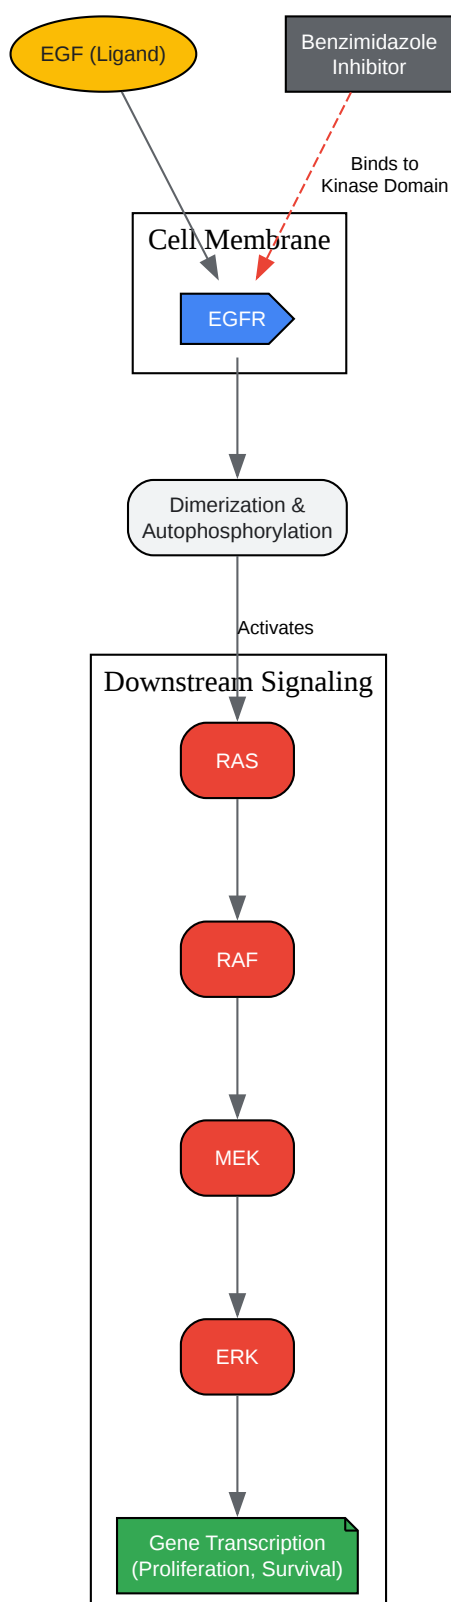 EGF (Ligand)
Benzimidazole
Inhibitor
Binds to
Kinase Domain
Cell Membrane
EGFR
Dimerization &
Autophosphorylation
Activates
Downstream Signaling
RAS
RAF
MEK
ERK
Gene Transcription
(Proliferation, Survival)